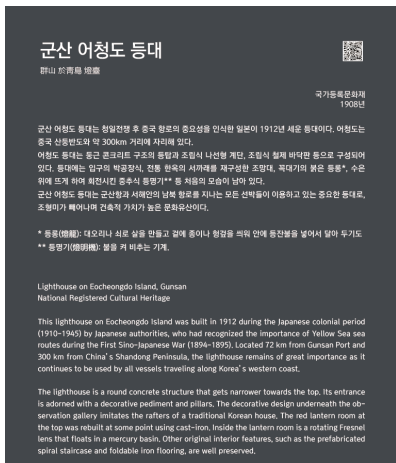 군산 어청도 등대
群山 於靑島 燈臺
국가등록문화재
1908년
군산 어청도 등대는 청일전쟁 후 중국 항로의 중요성을 인식한 일본이 1912년 세운 등대이다. 어청도는
중국 산둥반도와 약 300km 거리에 자리해 있다.
어청도 등대는 둥근 콘크리트 구조의 등탑과 조립식 나선형 계단, 조립식 철제 바닥판 등으로 구성되어
있다. 등대에는 입구의 박공장식, 전통 한옥의 서까래를 재구성한 조망대, 꼭대기의 붉은 등롱*, 수은
위에 뜨게 하여 회전시킨 중추식 등명기** 등 처음의 모습이 남아 있다.
군산 어청도 등대는 군산항과 서해안의 남북 항로를 지나는 모든 선박들이 이용하고 있는 중요한 등대로,
조형미가 빼어나며 건축적 가치가 높은 문화유산이다.
* 등롱(燈籠): 대오리나 쇠로 살을 만들고 겉에 종이나 헝겊을 씌워 안에 등잔불을 넣어서 달아 두기도
** 등명기(燈明機): 불을 켜 비추는 기계.
Lighthouse on Eocheongdo Island, Gunsan
National Registered Cultural Heritage
This lighthouse on Eocheongdo Island was built in 1912 during the Japanese colonial period
(1910-1945) by Japanese authorities, who had recognized the importance of Yellow Sea sea
routes during the First Sino-Japanese War (1894-1895). Located 72 km from Gunsan Port and
300 km from China's Shandong Peninsula, the lighthouse remains of great importance as it
continues to be used by all vessels traveling along Korea's western coast.
The lighthouse is a round concrete structure that gets narrower towards the top. Its entrance
is adorned with a decorative pediment and pillars. The decorative design underneath the ob-
servation gallery imitates the rafters of a traditional Korean house. The red lantern room at
the top was rebuilt at some point using cast-iron. Inside the lantern room is a rotating Fresnel
lens that floats in a mercury basin. Other original interior features, such as the prefabricated
spiral staircase and foldable iron flooring, are well preserved.